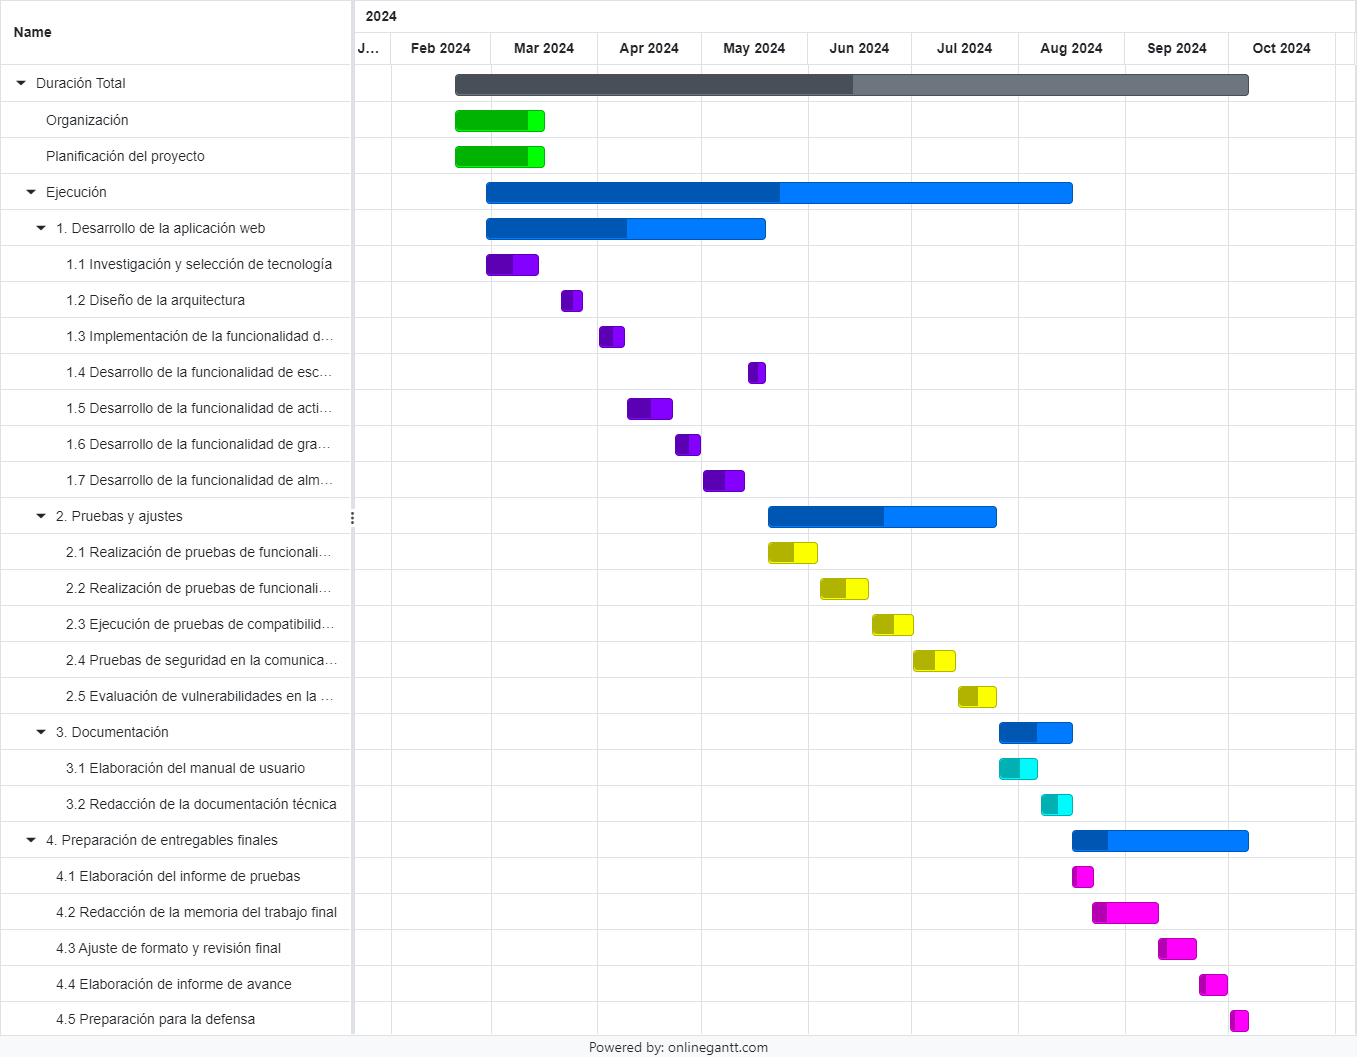 2024
Name
J...
Feb 2024
Mar 2024
Apr 2024
May 2024
Jun 2024
Jul 2024
Aug 2024
Sep 2024
Oct 2024
Duración Total
Organización
Planificación del proyecto
Ejecución
1. Desarrollo de la aplicación web
1.1 Investigación y selección de tecnología
1.2 Diseño de la arquitectura
1.3 Implementación de la funcionalidad d...
1.4 Desarrollo de la funcionalidad de esc...
1.5 Desarrollo de la funcionalidad de acti...
1.6 Desarrollo de la funcionalidad de gra...
1.7 Desarrollo de la funcionalidad de alm...
2. Pruebas y ajustes
2.1 Realización de pruebas de funcionali...
2.2 Realización de pruebas de funcionali...
2.3 Ejecución de pruebas de compatibilid...
2.4 Pruebas de seguridad en la comunica...
2.5 Evaluación de vulnerabilidades en la ...
3. Documentación
3.1 Elaboración del manual de usuario
3.2 Redacción de la documentación técnica
4. Preparación de entregables finales
4.1 Elaboración del informe de pruebas
4.2 Redacción de la memoria del trabajo final
4.3 Ajuste de formato y revisión final
4.4 Elaboración de informe de avance
4.5 Preparación para la defensa
Powered by: onlinegantt.com